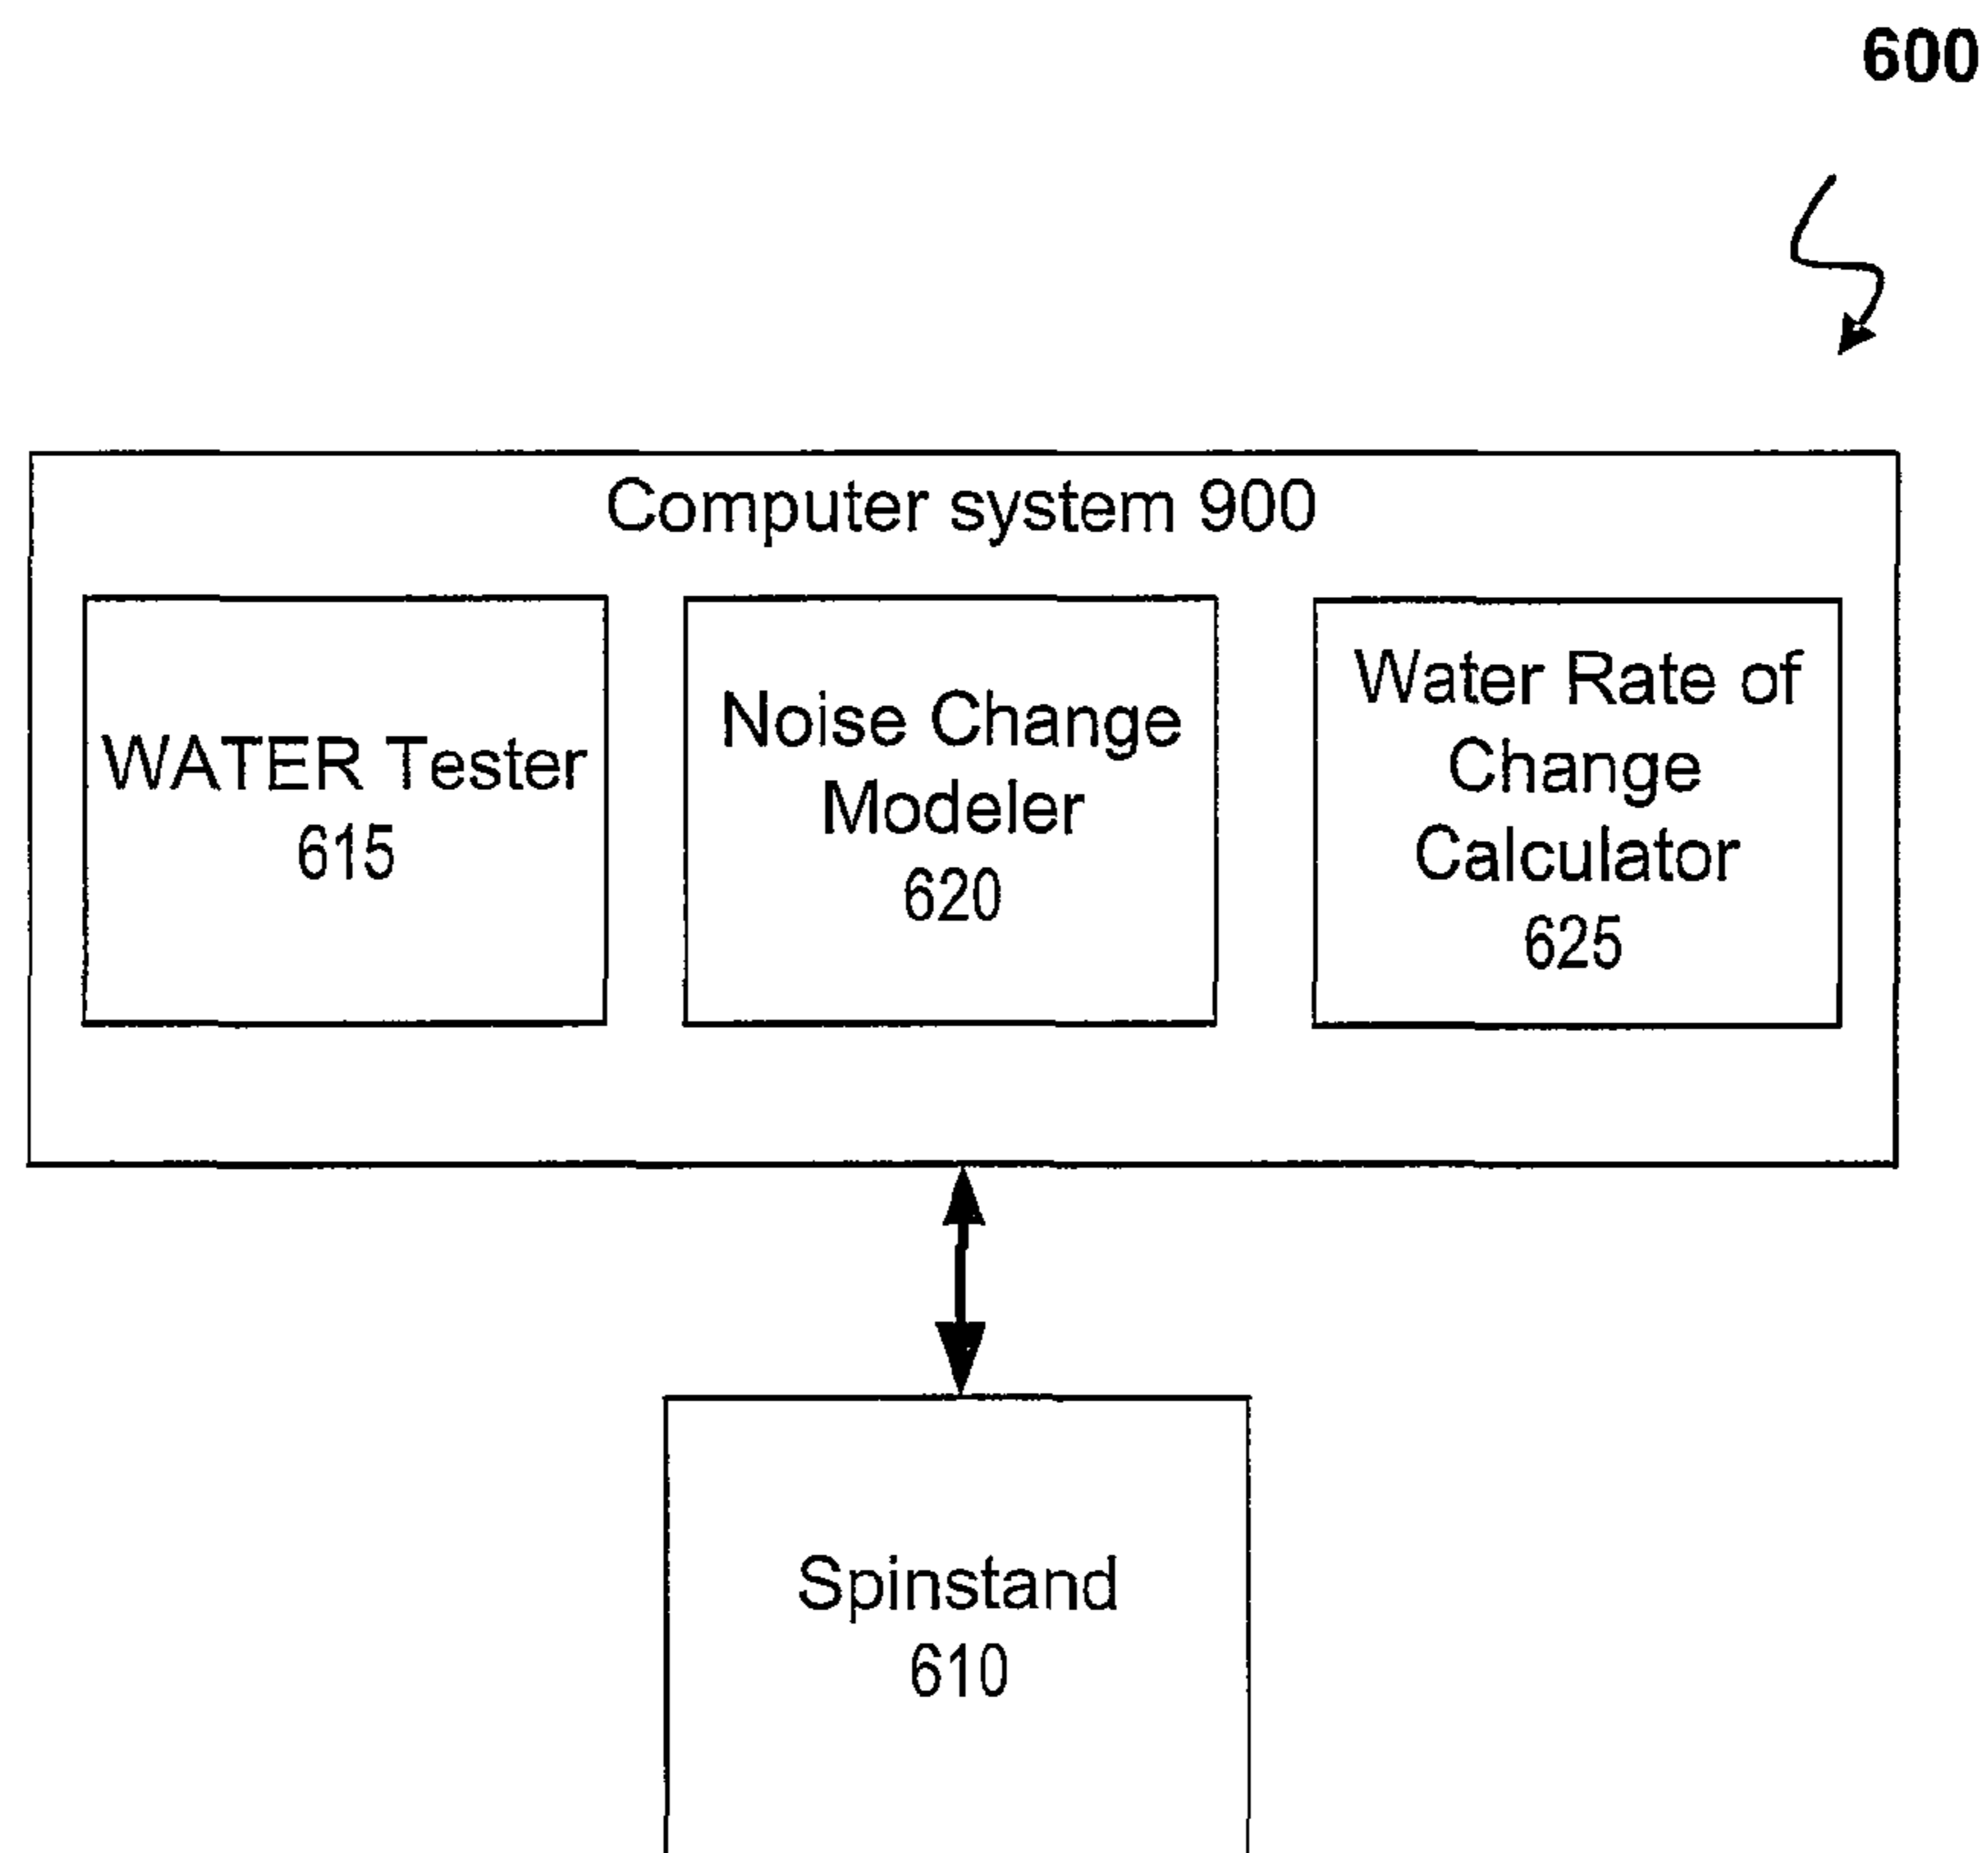 600
Computer system 900
WATER Tester
615
Noise Change
Modeler
620
Water Rate of
Change
Calculator
625
Spinstand
610